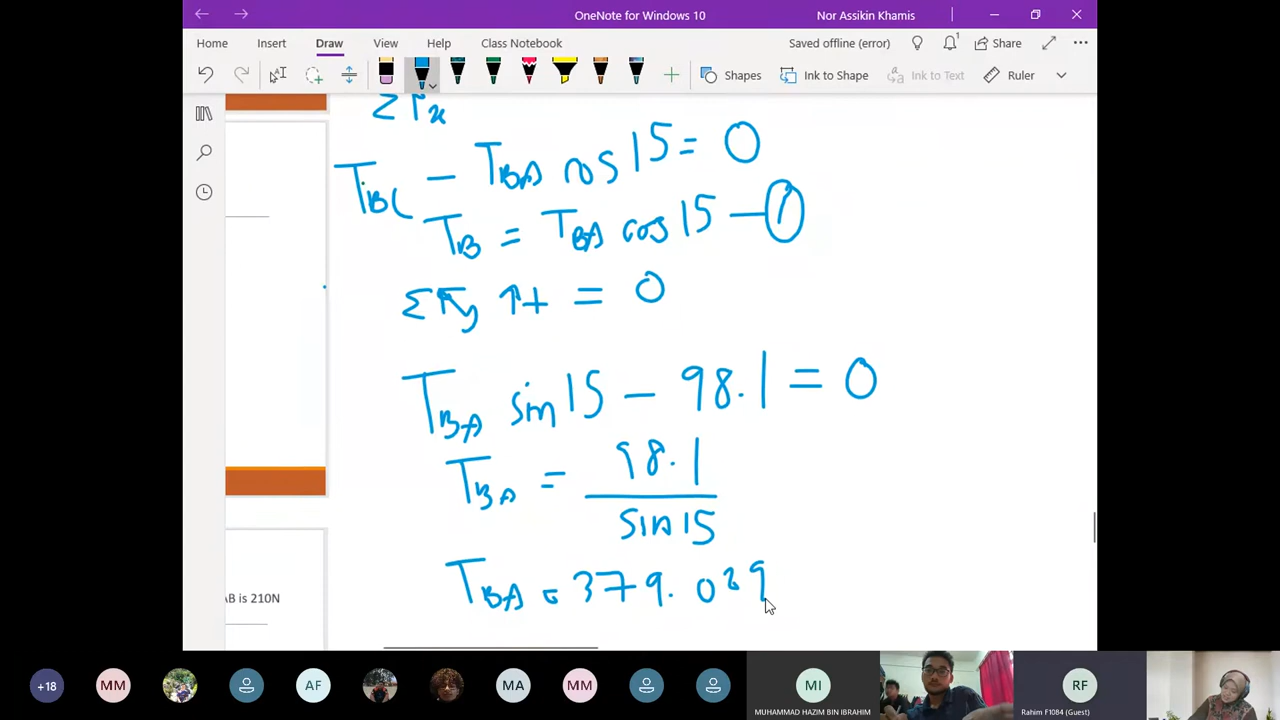 OneNote for Windows 10
Nor Assikin Khamis
Home Insert Draw View Help Class Notebook
Saved offline (error) 1 Share
Shapes Ink to Shape Ink to Text Ruler
ΣFx
TBC - TBA cos 15 = 0
TB = TBA cos 15 - ①
ΣFy ↑+ = 0
TBA sin 15 - 98.1 = 0
TBA = 98.1
sin 15
TBA = 379.029
AB is 210N
+18 MM AF MA MM MI RF
MUHAMMAD HAZIM BIN IBRAHIM
Rahim F1084 (Guest)